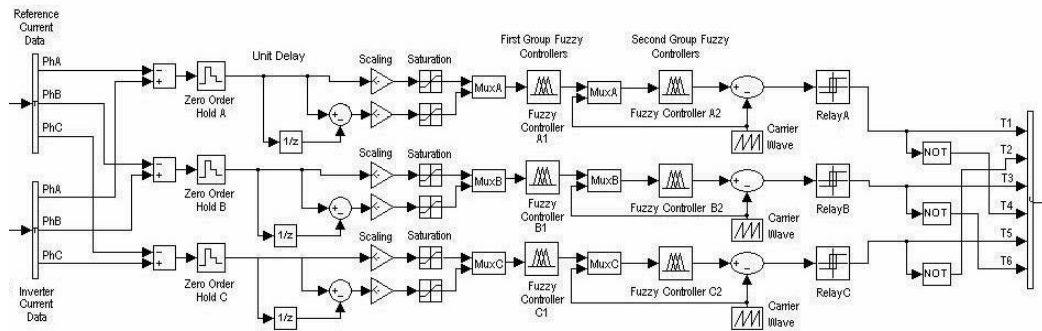 Reference
Current
Data
PhA
PhB
PhC
Inverter
Current
Data
PhA
PhB
PhC
Zero Order
Hold A
Unit Delay
1/z
Scaling
Saturation
MuxA
First Group Fuzzy
Controllers
Fuzzy
Controller
A1
MuxA
Second Group Fuzzy
Controllers
Fuzzy Controller A2
Carrier
Wave
RelayA
NOT
Zero Order
Hold B
1/z
Scaling
Saturation
MuxB
Fuzzy
Controller
B1
MuxB
Fuzzy Controller B2
Carrier
Wave
RelayB
NOT
Zero Order
Hold C
1/z
Scaling
Saturation
MuxC
Fuzzy
Controller
C1
MuxC
Fuzzy Controller C2
Carrier
Wave
RelayC
NOT
T1
T2
T3
T4
T5
T6